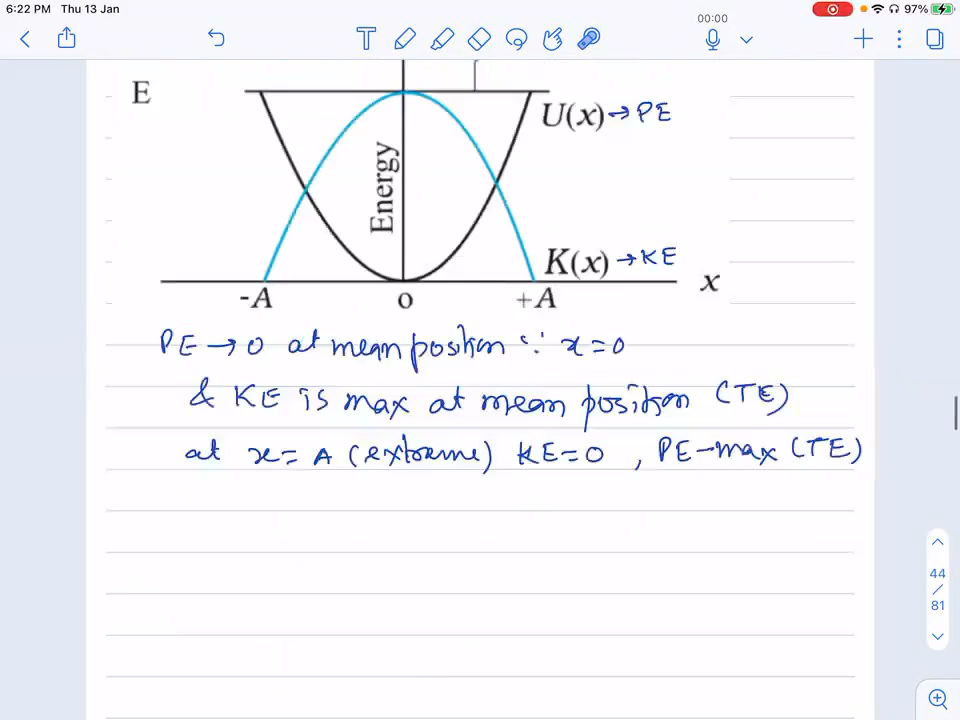 6:22 PM Thu 13 Jan
00:00
97%
T
E
U(x) → PE
Energy
K(x) → KE
x
-A
0
+A
PE → 0 at mean position ∵ x=0
& KE is max at mean position (TE)
at x= A (extreme) KE=0 , PE-max (TE)
44
/
81